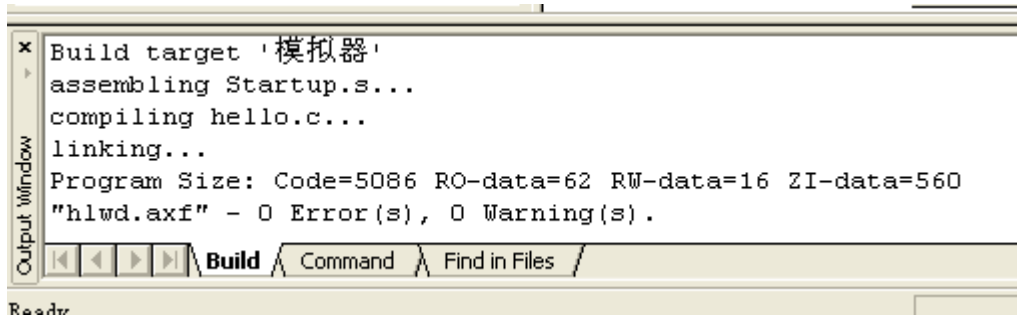 Build target '模拟器'
assembling Startup.s...
compiling hello.c...
linking...
Program Size: Code=5086 RO-data=62 RW-data=16 ZI-data=560
"hlwd.axf" - 0 Error(s), 0 Warning(s).
Output Window
Build Command Find in Files
Ready